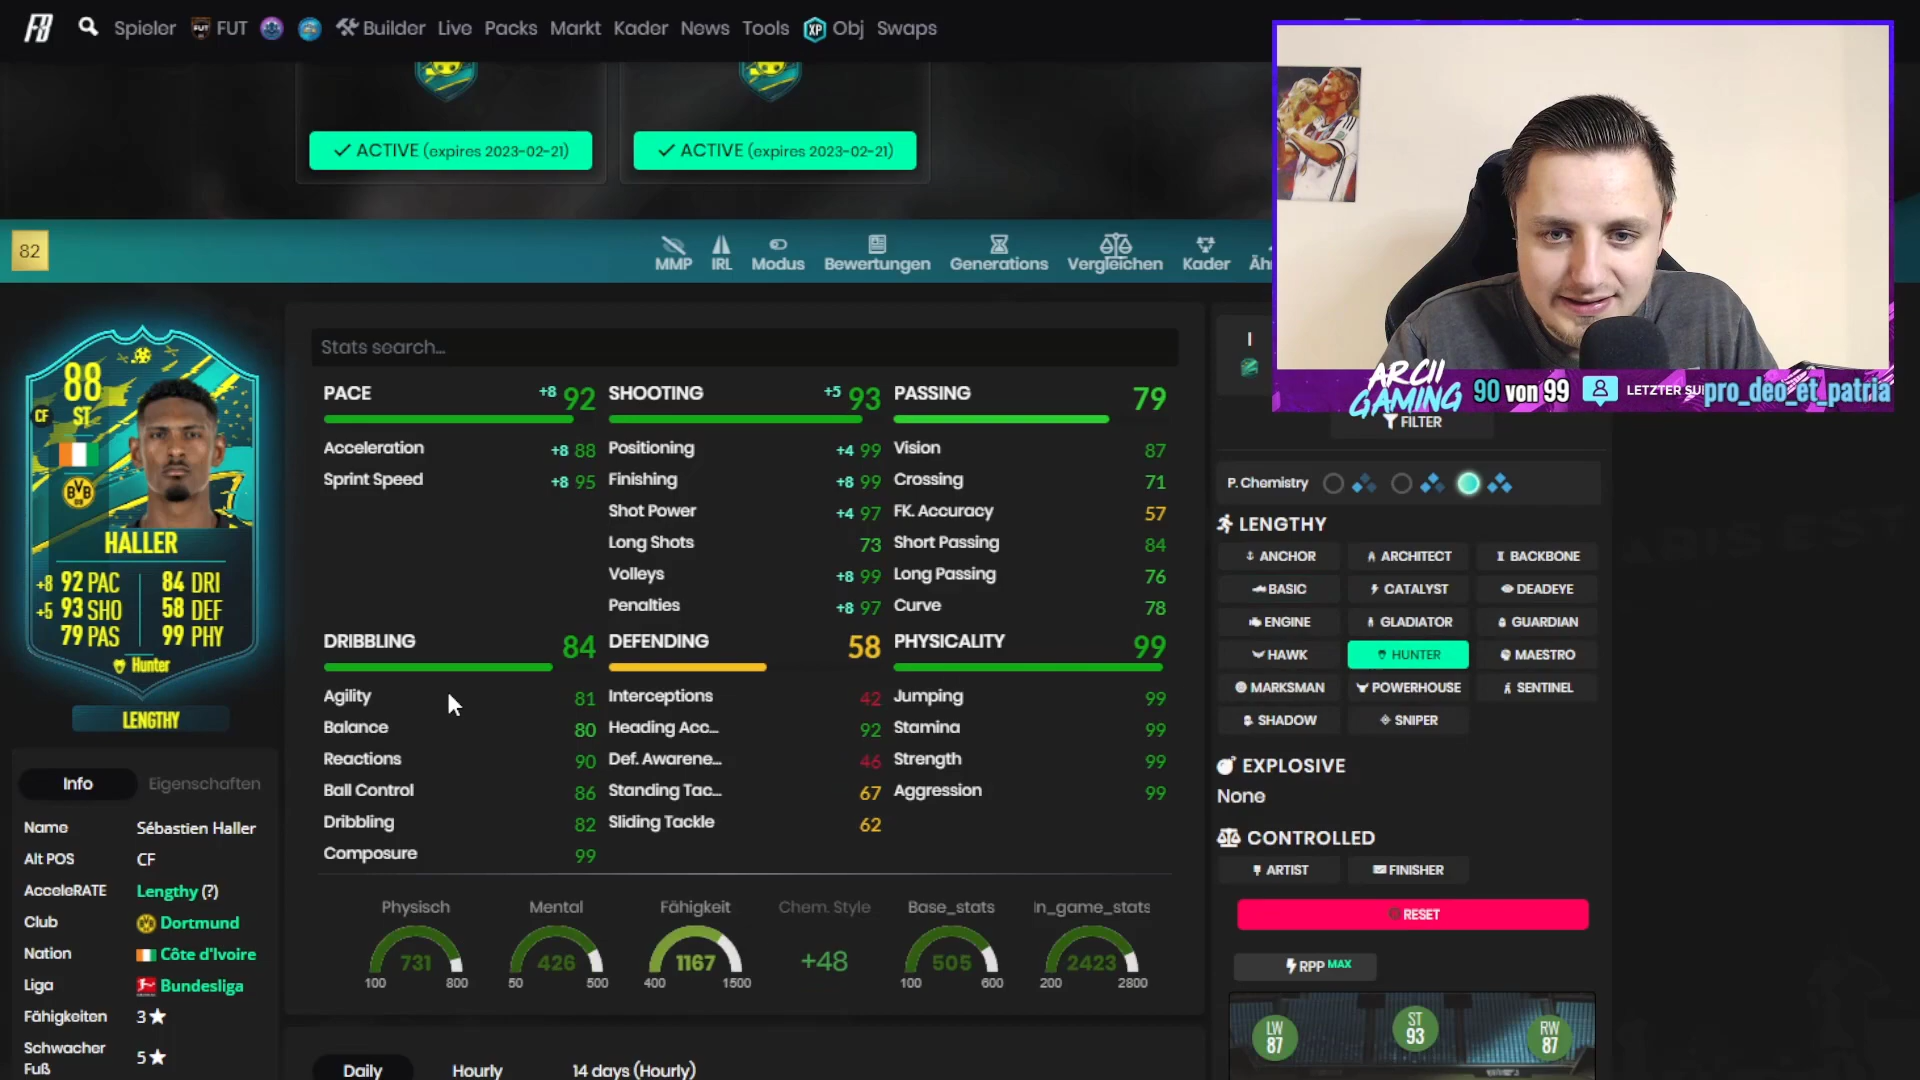 FB Spieler FUT Builder Live Packs Markt Kader News Tools XP Obj Swaps
ACTIVE (expires 2023-02-21)
ACTIVE (expires 2023-02-21)
82
MMP IRL Modus Bewertungen Generations Vergleichen Kader Äh
ARCII
GAMING
90 von 99
LETZTER SU
pro_deo_et_patria
88
ST
CF
BVB
09
HALLER
+8 92 PAC 84 DRI
+5 93 SHO 58 DEF
79 PAS 99 PHY
Hunter
LENGTHY
Stats search...
PACE +8 92
Acceleration +8 88
Sprint Speed +8 95
SHOOTING +5 93
Positioning +4 99
Finishing +8 99
Shot Power +4 97
Long Shots 73
Volleys +8 99
Penalties +8 97
PASSING 79
Vision 87
Crossing 71
FK. Accuracy 57
Short Passing 84
Long Passing 76
Curve 78
DRIBBLING 84
Agility 81
Balance 80
Reactions 90
Ball Control 86
Dribbling 82
Composure 99
DEFENDING 58
Interceptions 42
Heading Acc... 92
Def. Awarene... 46
Standing Tac... 67
Sliding Tackle 62
PHYSICALITY 99
Jumping 99
Stamina 99
Strength 99
Aggression 99
Physisch
731
100 800
Mental
426
50 500
Fähigkeit
1167
400 1500
Chem. Style
+48
Base_stats
505
100 600
In_game_stats
2423
200 2800
Info Eigenschaften
Name Sébastien Haller
Alt POS CF
AcceleRATE Lengthy (?)
Club Dortmund
Nation Côte d'Ivoire
Liga Bundesliga
Fähigkeiten 3
Schwacher
Fuß 5
Daily Hourly 14 days (Hourly)
FILTER
P. Chemistry
LENGTHY
ANCHOR ARCHITECT BACKBONE
BASIC CATALYST DEADEYE
ENGINE GLADIATOR GUARDIAN
HAWK HUNTER MAESTRO
MARKSMAN POWERHOUSE SENTINEL
SHADOW SNIPER
EXPLOSIVE
None
CONTROLLED
ARTIST FINISHER
RESET
RPP MAX
LW
87
ST
93
RW
87